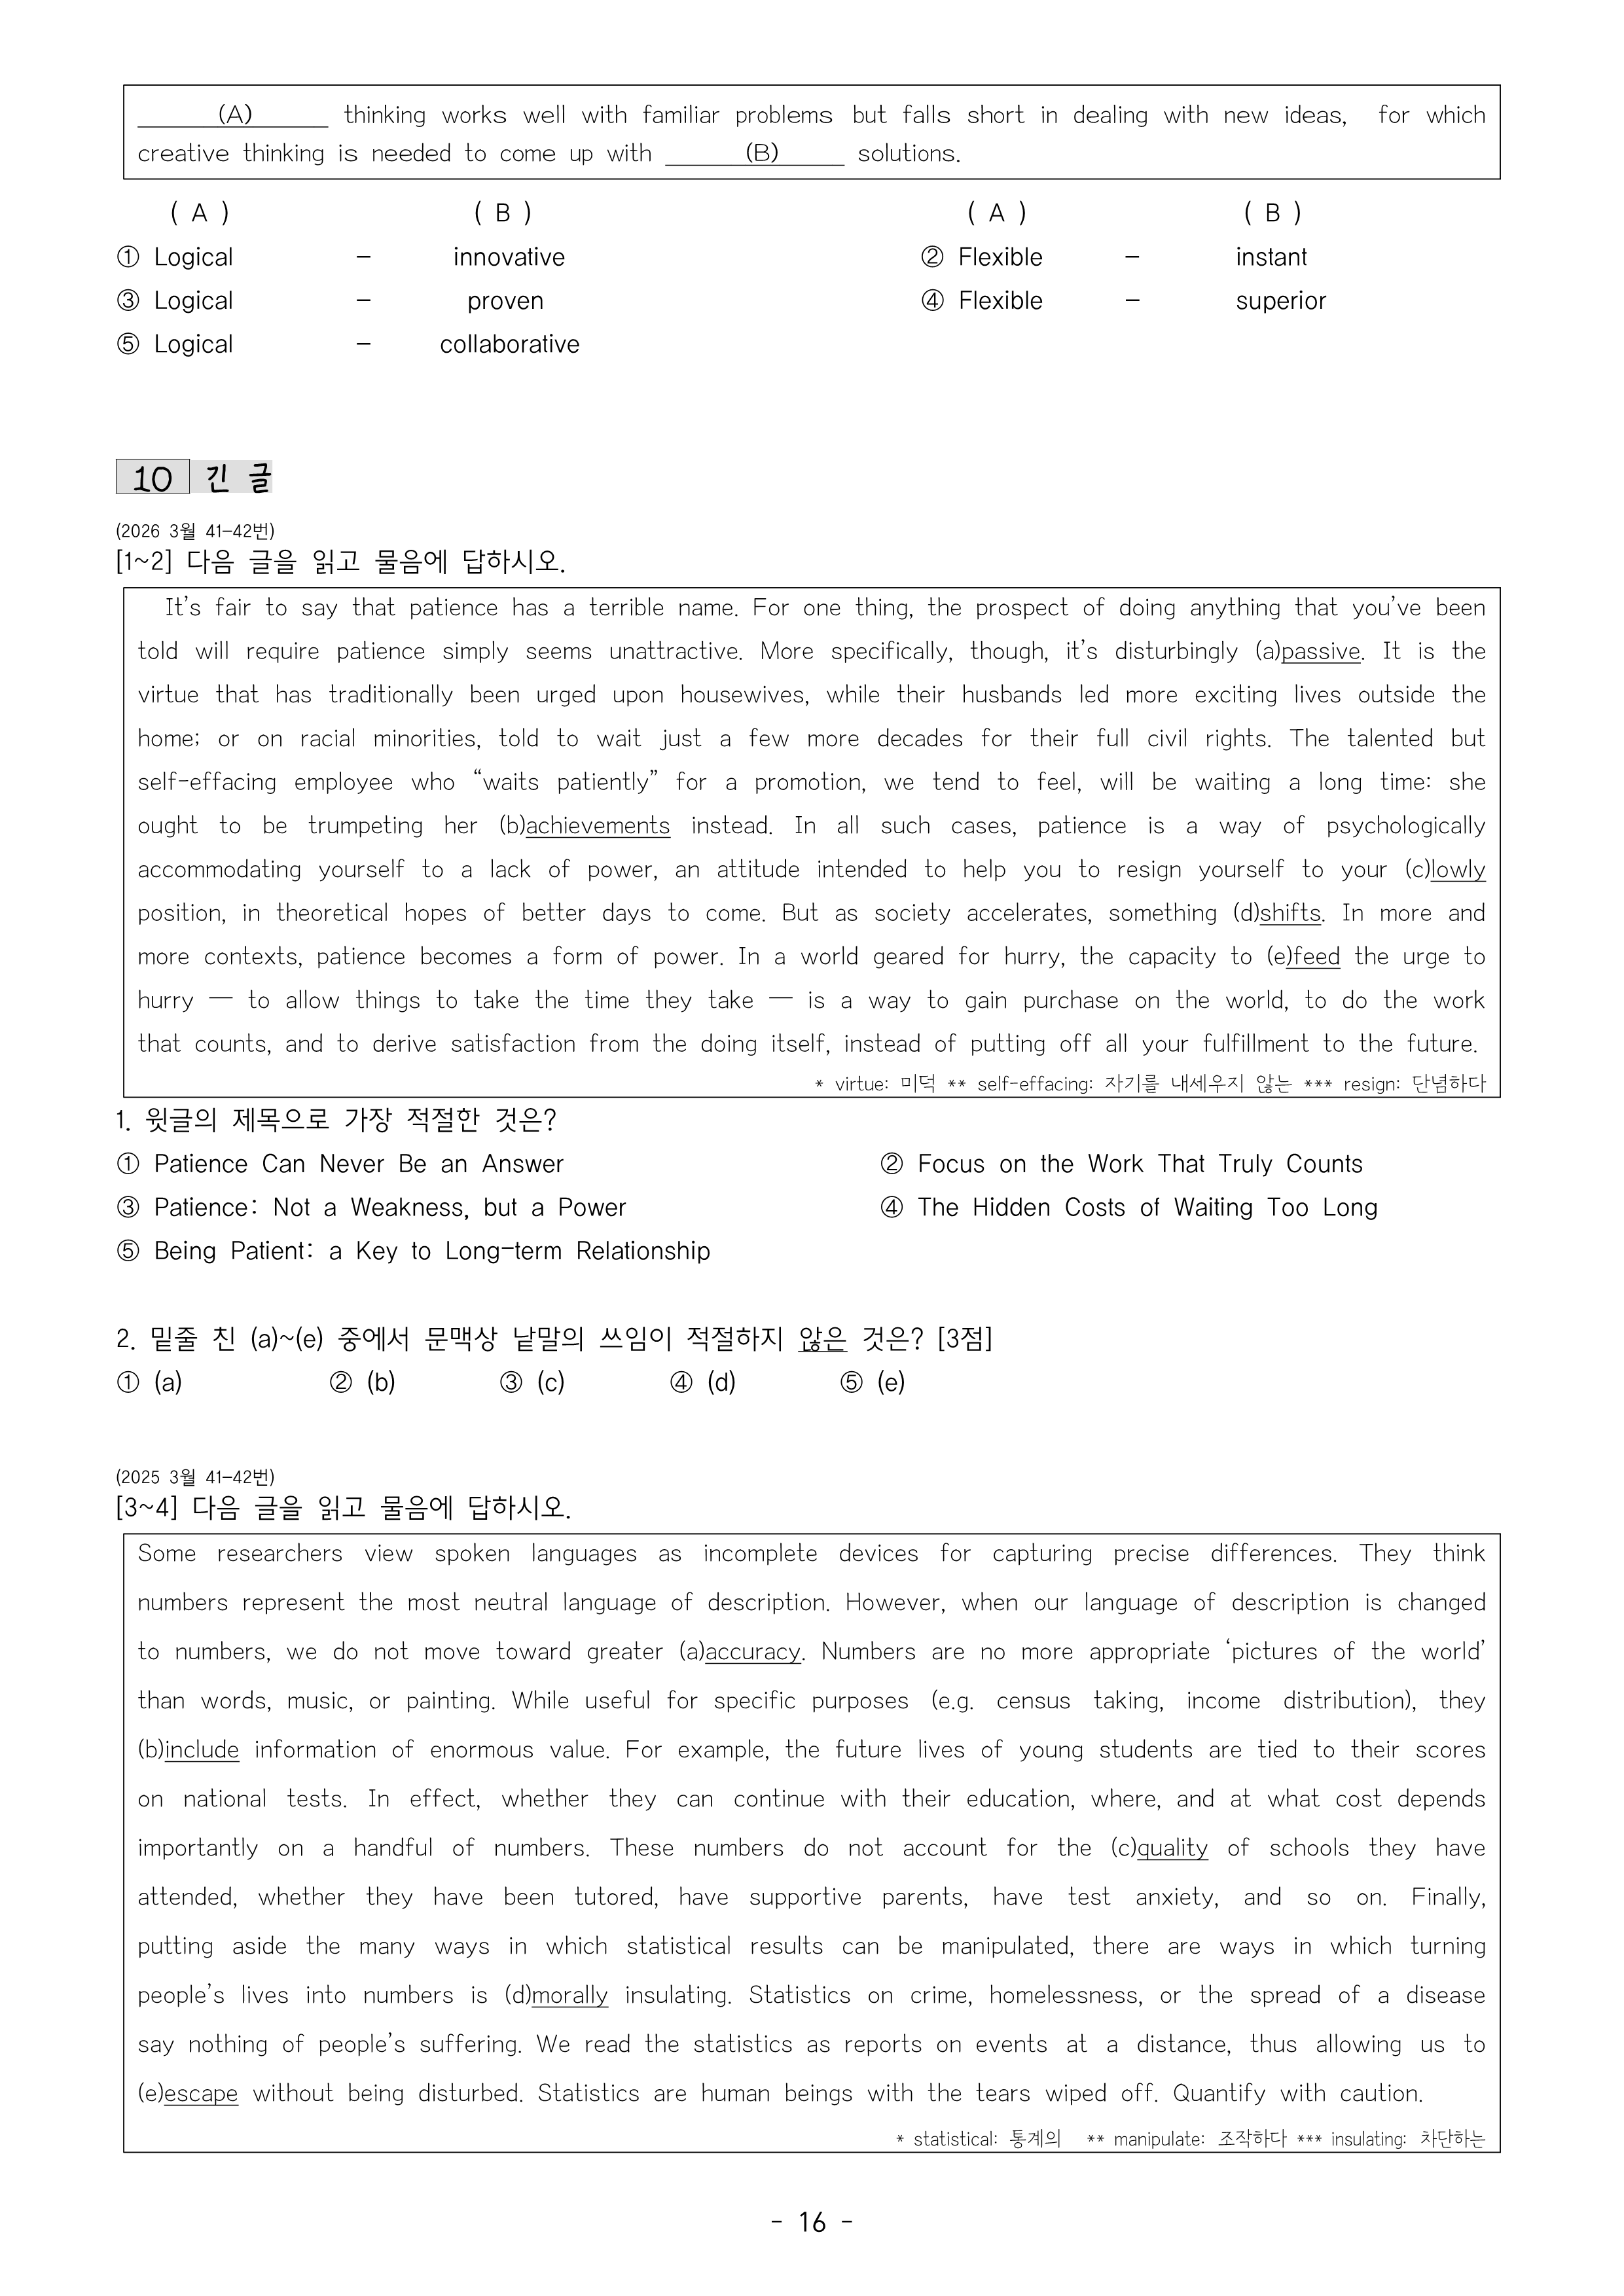 (A) thinking works well with familiar problems but falls short in dealing with new ideas, for which
creative thinking is needed to come up with (B) solutions.
( A ) ( B ) ( A ) ( B )
① Logical – innovative ② Flexible – instant
③ Logical – proven ④ Flexible – superior
⑤ Logical – collaborative
10 긴 글
(2026 3월 41-42번)
[1~2] 다음 글을 읽고 물음에 답하시오.
It's fair to say that patience has a terrible name. For one thing, the prospect of doing anything that you've been
told will require patience simply seems unattractive. More specifically, though, it's disturbingly (a)passive. It is the
virtue that has traditionally been urged upon housewives, while their husbands led more exciting lives outside the
home; or on racial minorities, told to wait just a few more decades for their full civil rights. The talented but
self-effacing employee who “waits patiently” for a promotion, we tend to feel, will be waiting a long time: she
ought to be trumpeting her (b)achievements instead. In all such cases, patience is a way of psychologically
accommodating yourself to a lack of power, an attitude intended to help you to resign yourself to your (c)lowly
position, in theoretical hopes of better days to come. But as society accelerates, something (d)shifts. In more and
more contexts, patience becomes a form of power. In a world geared for hurry, the capacity to (e)feed the urge to
hurry — to allow things to take the time they take — is a way to gain purchase on the world, to do the work
that counts, and to derive satisfaction from the doing itself, instead of putting off all your fulfillment to the future.
* virtue: 미덕 ** self-effacing: 자기를 내세우지 않는 *** resign: 단념하다
1. 윗글의 제목으로 가장 적절한 것은?
① Patience Can Never Be an Answer ② Focus on the Work That Truly Counts
③ Patience: Not a Weakness, but a Power ④ The Hidden Costs of Waiting Too Long
⑤ Being Patient: a Key to Long-term Relationship
2. 밑줄 친 (a)~(e) 중에서 문맥상 낱말의 쓰임이 적절하지 않은 것은? [3점]
① (a) ② (b) ③ (c) ④ (d) ⑤ (e)
(2025 3월 41-42번)
[3~4] 다음 글을 읽고 물음에 답하시오.
Some researchers view spoken languages as incomplete devices for capturing precise differences. They think
numbers represent the most neutral language of description. However, when our language of description is changed
to numbers, we do not move toward greater (a)accuracy. Numbers are no more appropriate ‘pictures of the world’
than words, music, or painting. While useful for specific purposes (e.g. census taking, income distribution), they
(b)include information of enormous value. For example, the future lives of young students are tied to their scores
on national tests. In effect, whether they can continue with their education, where, and at what cost depends
importantly on a handful of numbers. These numbers do not account for the (c)quality of schools they have
attended, whether they have been tutored, have supportive parents, have test anxiety, and so on. Finally,
putting aside the many ways in which statistical results can be manipulated, there are ways in which turning
people's lives into numbers is (d)morally insulating. Statistics on crime, homelessness, or the spread of a disease
say nothing of people's suffering. We read the statistics as reports on events at a distance, thus allowing us to
(e)escape without being disturbed. Statistics are human beings with the tears wiped off. Quantify with caution.
* statistical: 통계의 ** manipulate: 조작하다 *** insulating: 차단하는
- 16 -